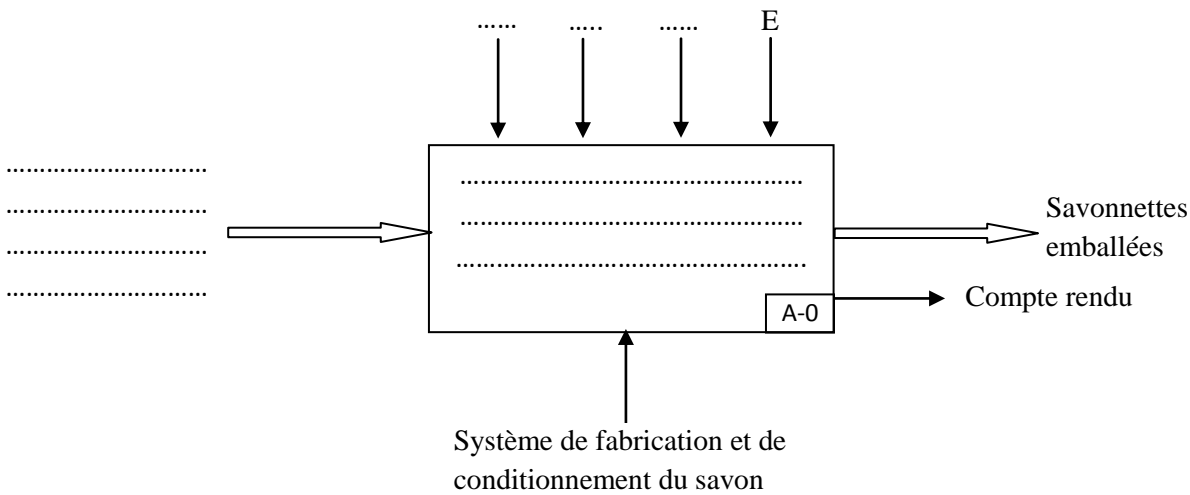 ...... ..... ...... E
.................................
.................................
.................................
.................................
......................................................
......................................................
.......................................................
Savonnettes
emballées
Compte rendu
A-0
Système de fabrication et de
conditionnement du savon